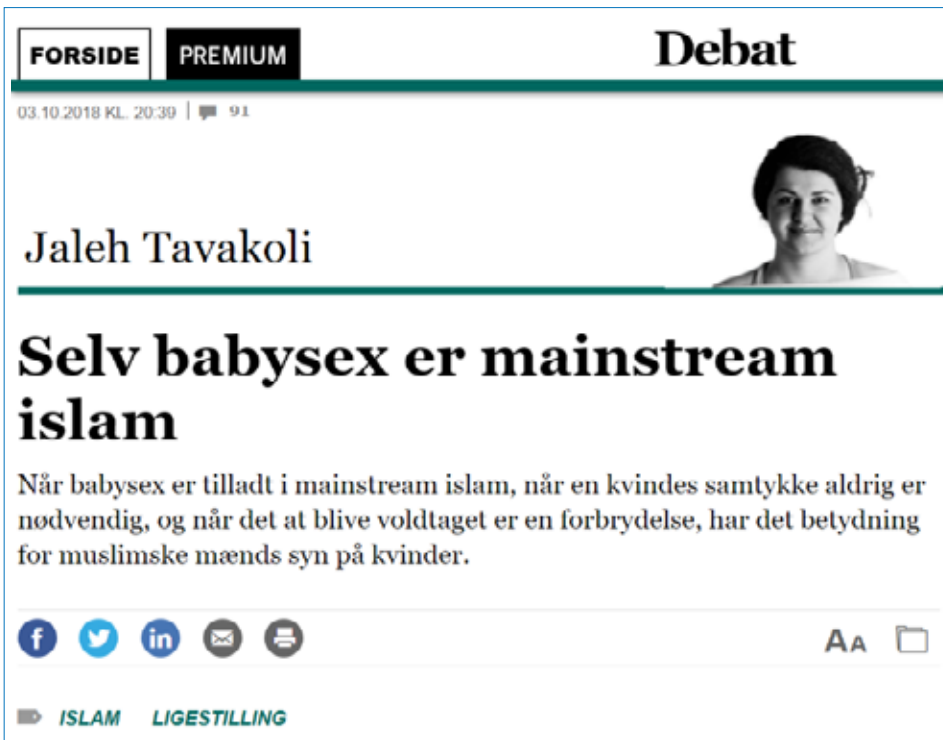 FORSIDE PREMIUM Debat
03.10.2018 KL. 20:39 | 91
Jaleh Tavakoli
Selv babysex er mainstream
islam
Når babysex er tilladt i mainstream islam, når en kvindes samtykke aldrig er
nødvendig, og når det at blive voldtaget er en forbrydelse, har det betydning
for muslimske mænds syn på kvinder.
f in AA
ISLAM LIGESTILLING